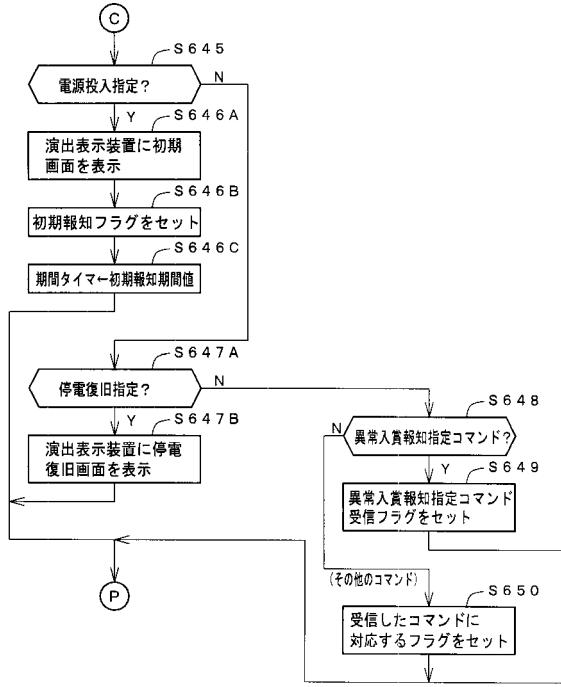 C
S645
電源投入指定?
N
Y
S646A
演出表示装置に初期
画面を表示
S646B
初期報知フラグをセット
S646C
期間タイマ←初期報知期間値
S647A
停電復旧指定?
N
Y
S647B
演出表示装置に停電
復旧画面を表示
S648
異常入賞報知指定コマンド?
N
Y
S649
異常入賞報知指定コマンド
受信フラグをセット
(その他のコマンド)
S650
受信したコマンドに
対応するフラグをセット
P